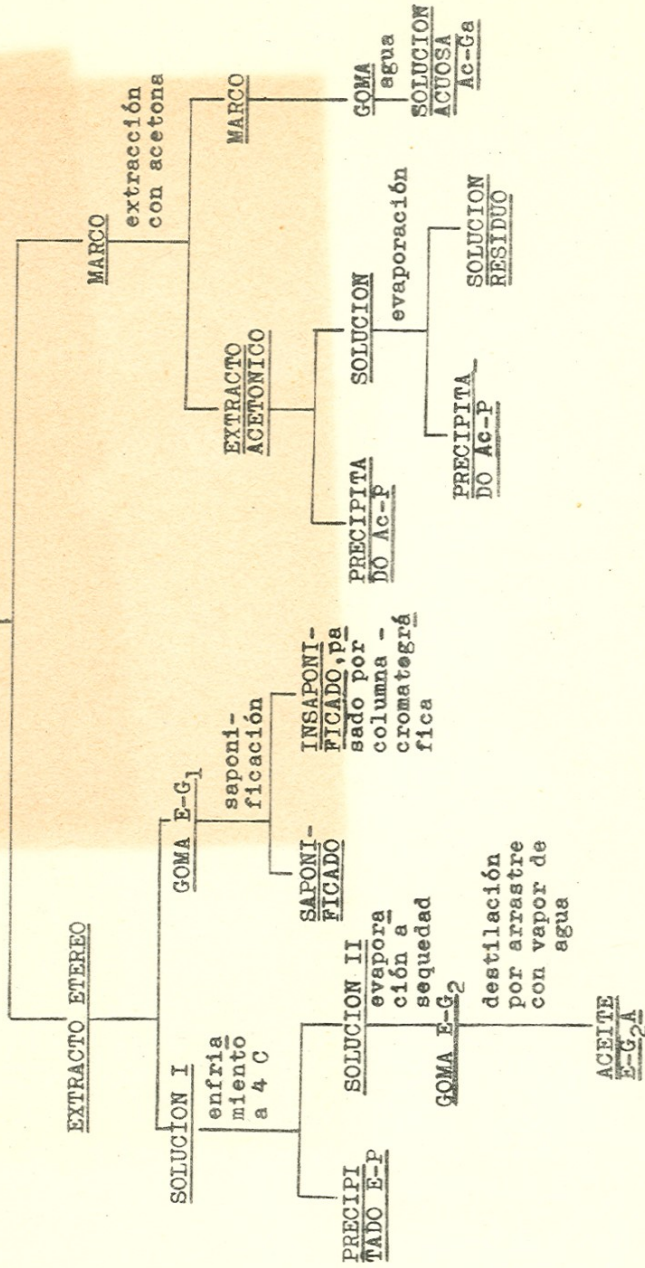 EXTRACTO ETEREO
MARCO
extracción
con acetona
SOLUCION I
GOMA E-G1
EXTRACTO
ACETONICO
MARCO
enfria
miento
a 4 C
saponi-
ficación
PRECIPI
TADO E-P
SOLUCION II
SAPONI-
FICADO
INSAPONI-
FICADO, pa
sado por
columna -
cromatográ
fica
PRECIPITA
DO Ac-P
SOLUCION
GOMA
agua
SOLUCION
ACUOSA
Ac-Ga
evapora
ción a
sequedad
GOMA E-G2
evaporación
PRECIPITA_
DO Ac-P
SOLUCION
RESIDUO
destilación
por arrastre
con vapor de
agua
ACEITE
E-G2A